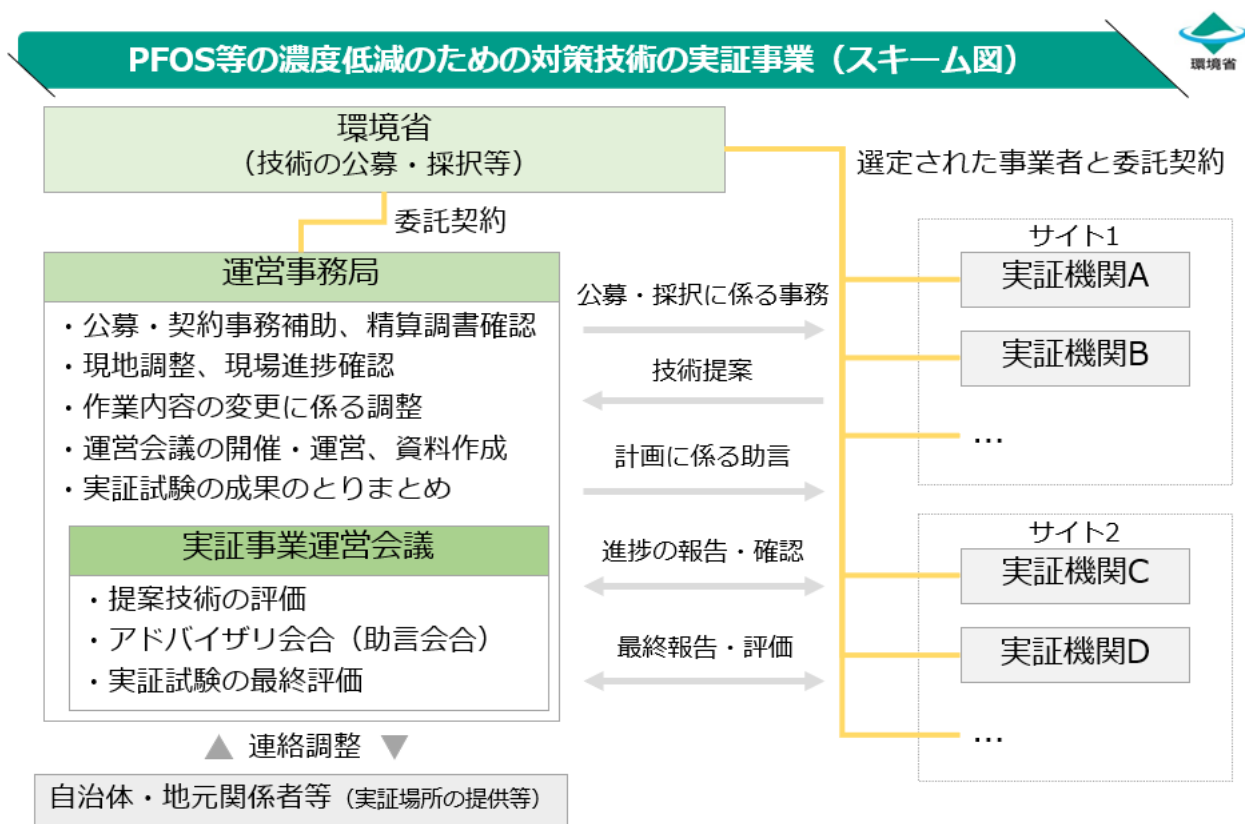 PFOS等の濃度低減のための対策技術の実証事業（スキーム図）
環境省
環境省
（技術の公募・採択等）
選定された事業者と委託契約
委託契約
運営事務局
・公募・契約事務補助、精算調書確認
・現地調整、現場進捗確認
・作業内容の変更に係る調整
・運営会議の開催・運営、資料作成
・実証試験の成果のとりまとめ
実証事業運営会議
・提案技術の評価
・アドバイザリ会合（助言会合）
・実証試験の最終評価
公募・採択に係る事務
技術提案
計画に係る助言
進捗の報告・確認
最終報告・評価
サイト1
実証機関A
実証機関B
…
サイト2
実証機関C
実証機関D
…
▲ 連絡調整 ▼
自治体・地元関係者等（実証場所の提供等）